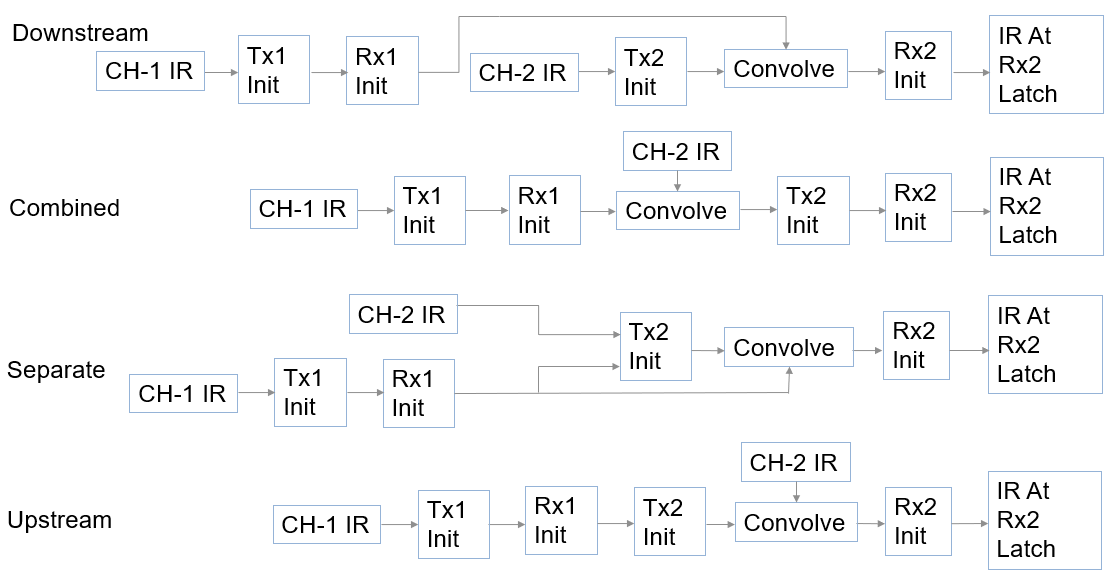 Downstream
CH-1 IR
Tx1
Init
Rx1
Init
CH-2 IR
Tx2
Init
Convolve
Rx2
Init
IR At
Rx2
Latch
Combined
CH-1 IR
Tx1
Init
Rx1
Init
CH-2 IR
Convolve
Tx2
Init
Rx2
Init
IR At
Rx2
Latch
Separate
CH-2 IR
CH-1 IR
Tx1
Init
Rx1
Init
Tx2
Init
Convolve
Rx2
Init
IR At
Rx2
Latch
Upstream
CH-1 IR
Tx1
Init
Rx1
Init
Tx2
Init
CH-2 IR
Convolve
Rx2
Init
IR At
Rx2
Latch